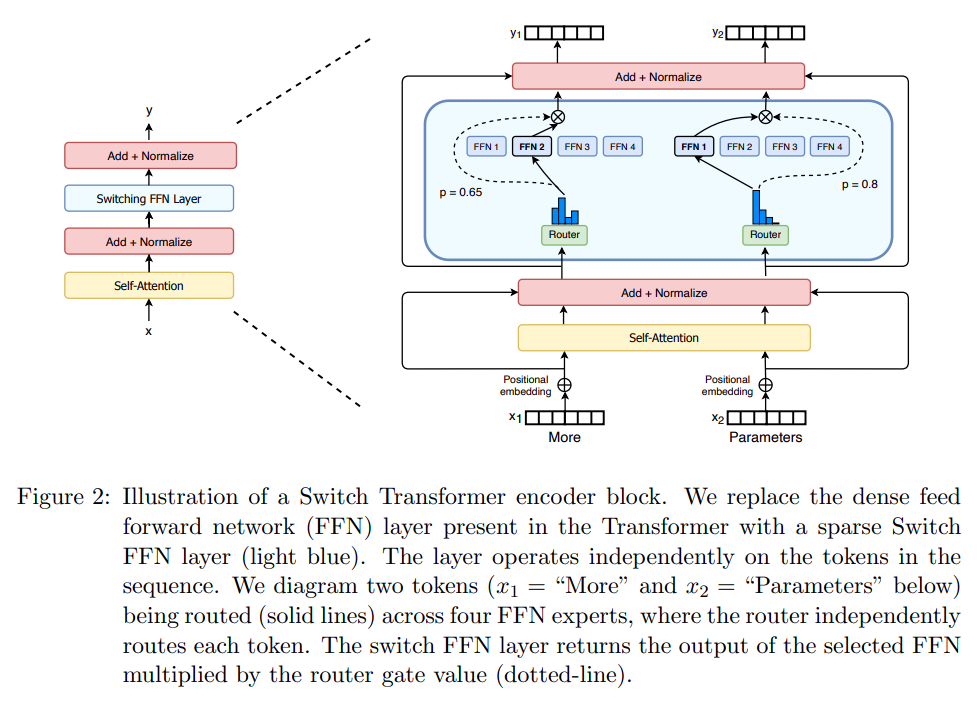 y
Add + Normalize
Switching FFN Layer
Add + Normalize
Self-Attention
x
y₁ y₂
Add + Normalize
FFN 1 FFN 2 FFN 3 FFN 4 FFN 1 FFN 2 FFN 3 FFN 4
p = 0.65 p = 0.8
Router Router
Add + Normalize
Self-Attention
Positional
embedding
Positional
embedding
x₁ x₂
More Parameters
Figure 2: Illustration of a Switch Transformer encoder block. We replace the dense feed
forward network (FFN) layer present in the Transformer with a sparse Switch
FFN layer (light blue). The layer operates independently on the tokens in the
sequence. We diagram two tokens (x₁ = “More” and x₂ = “Parameters” below)
being routed (solid lines) across four FFN experts, where the router independently
routes each token. The switch FFN layer returns the output of the selected FFN
multiplied by the router gate value (dotted-line).